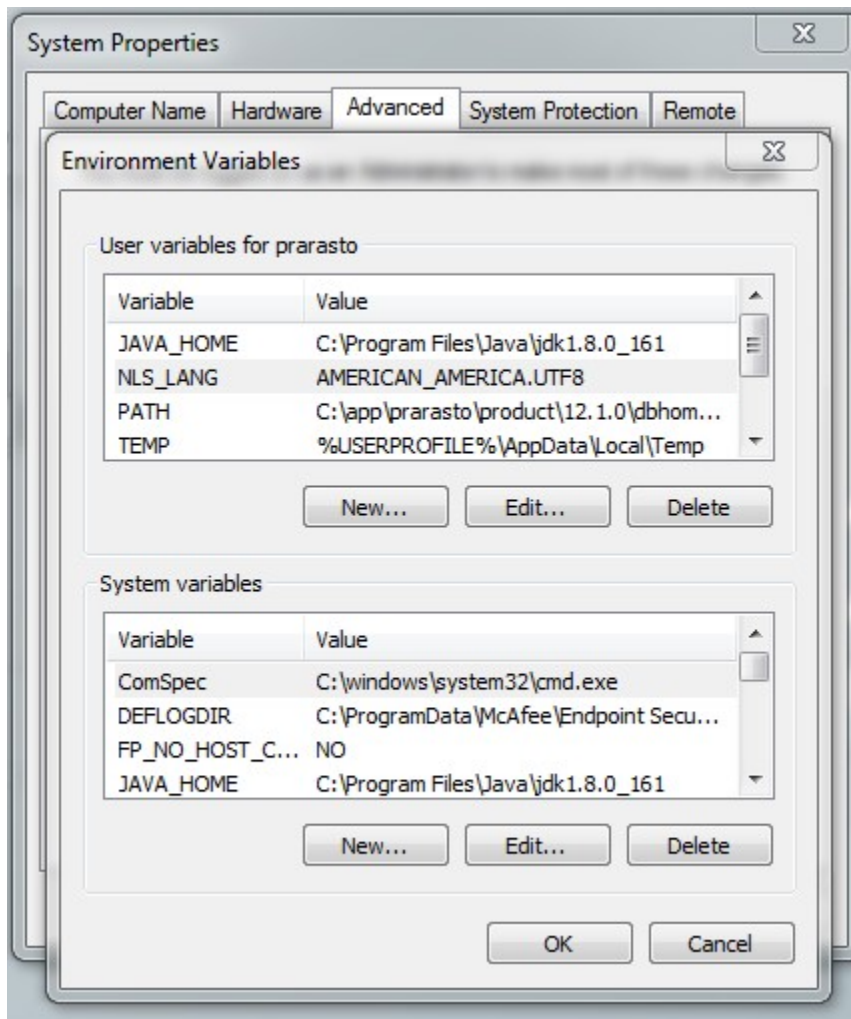 System Properties
Computer Name Hardware Advanced System Protection Remote
Environment Variables
User variables for prarasto
Variable Value
JAVA_HOME C:\Program Files\Java\jdk1.8.0_161
NLS_LANG AMERICAN_AMERICA.UTF8
PATH C:\app\prarasto\product\12.1.0\dbhom...
TEMP %USERPROFILE%\AppData\Local\Temp
New... Edit... Delete
System variables
Variable Value
ComSpec C:\windows\system32\cmd.exe
DEFLOGDIR C:\ProgramData\McAfee\Endpoint Secu...
FP_NO_HOST_C... NO
JAVA_HOME C:\Program Files\Java\jdk1.8.0_161
New... Edit... Delete
OK Cancel